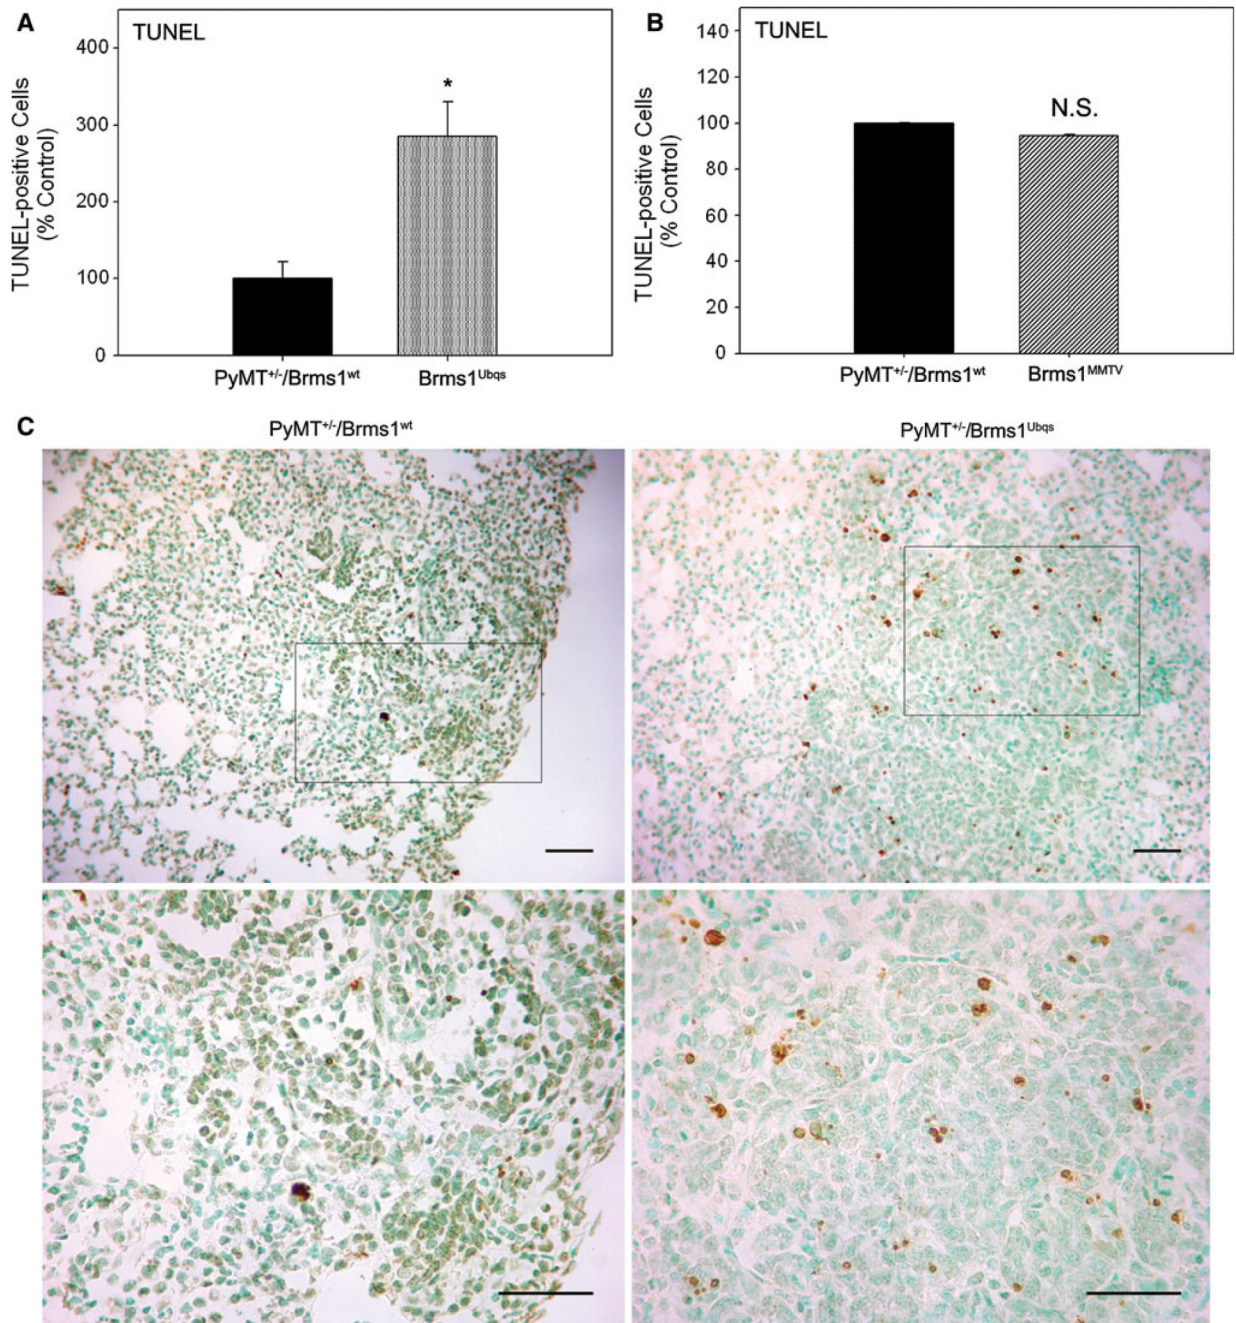 A
TUNEL
TUNEL-positive Cells
(% Control)
400
300
200
100
0
*
PyMT⁺/⁻/Brms1ʷᵗ
Brms1ᵁᵇqˢ
B
TUNEL
TUNEL-positive Cells
(% Control)
140
120
100
80
60
40
20
0
N.S.
PyMT⁺/⁻/Brms1ʷᵗ
Brms1ᴹᴹᵀⱽ
C
PyMT⁺/⁻/Brms1ʷᵗ
PyMT⁺/⁻/Brms1ᵁᵇqˢ